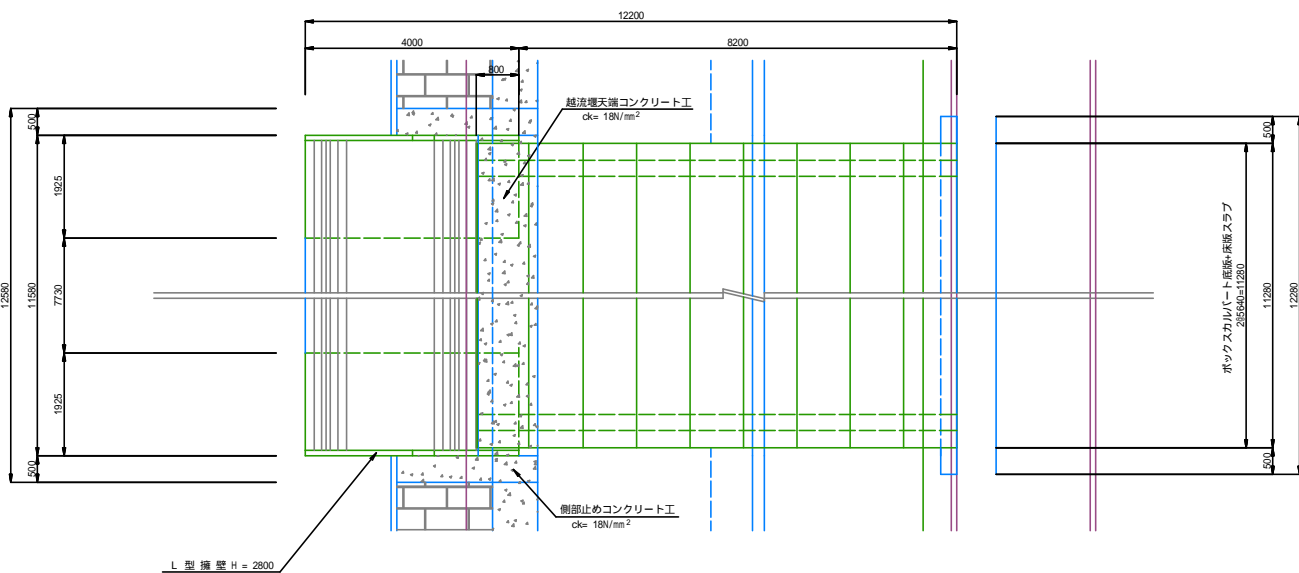 12200
4000
8200
800
越流堰天端コンクリート工
ck= 18N/mm²
500
1925
12580
11580
7730
1925
500
500
ボックスカルバート底版+床版スラブ
2@5640=11280
11280
12280
500
側部止めコンクリート工
ck= 18N/mm²
L 型 擁 壁 H = 2800